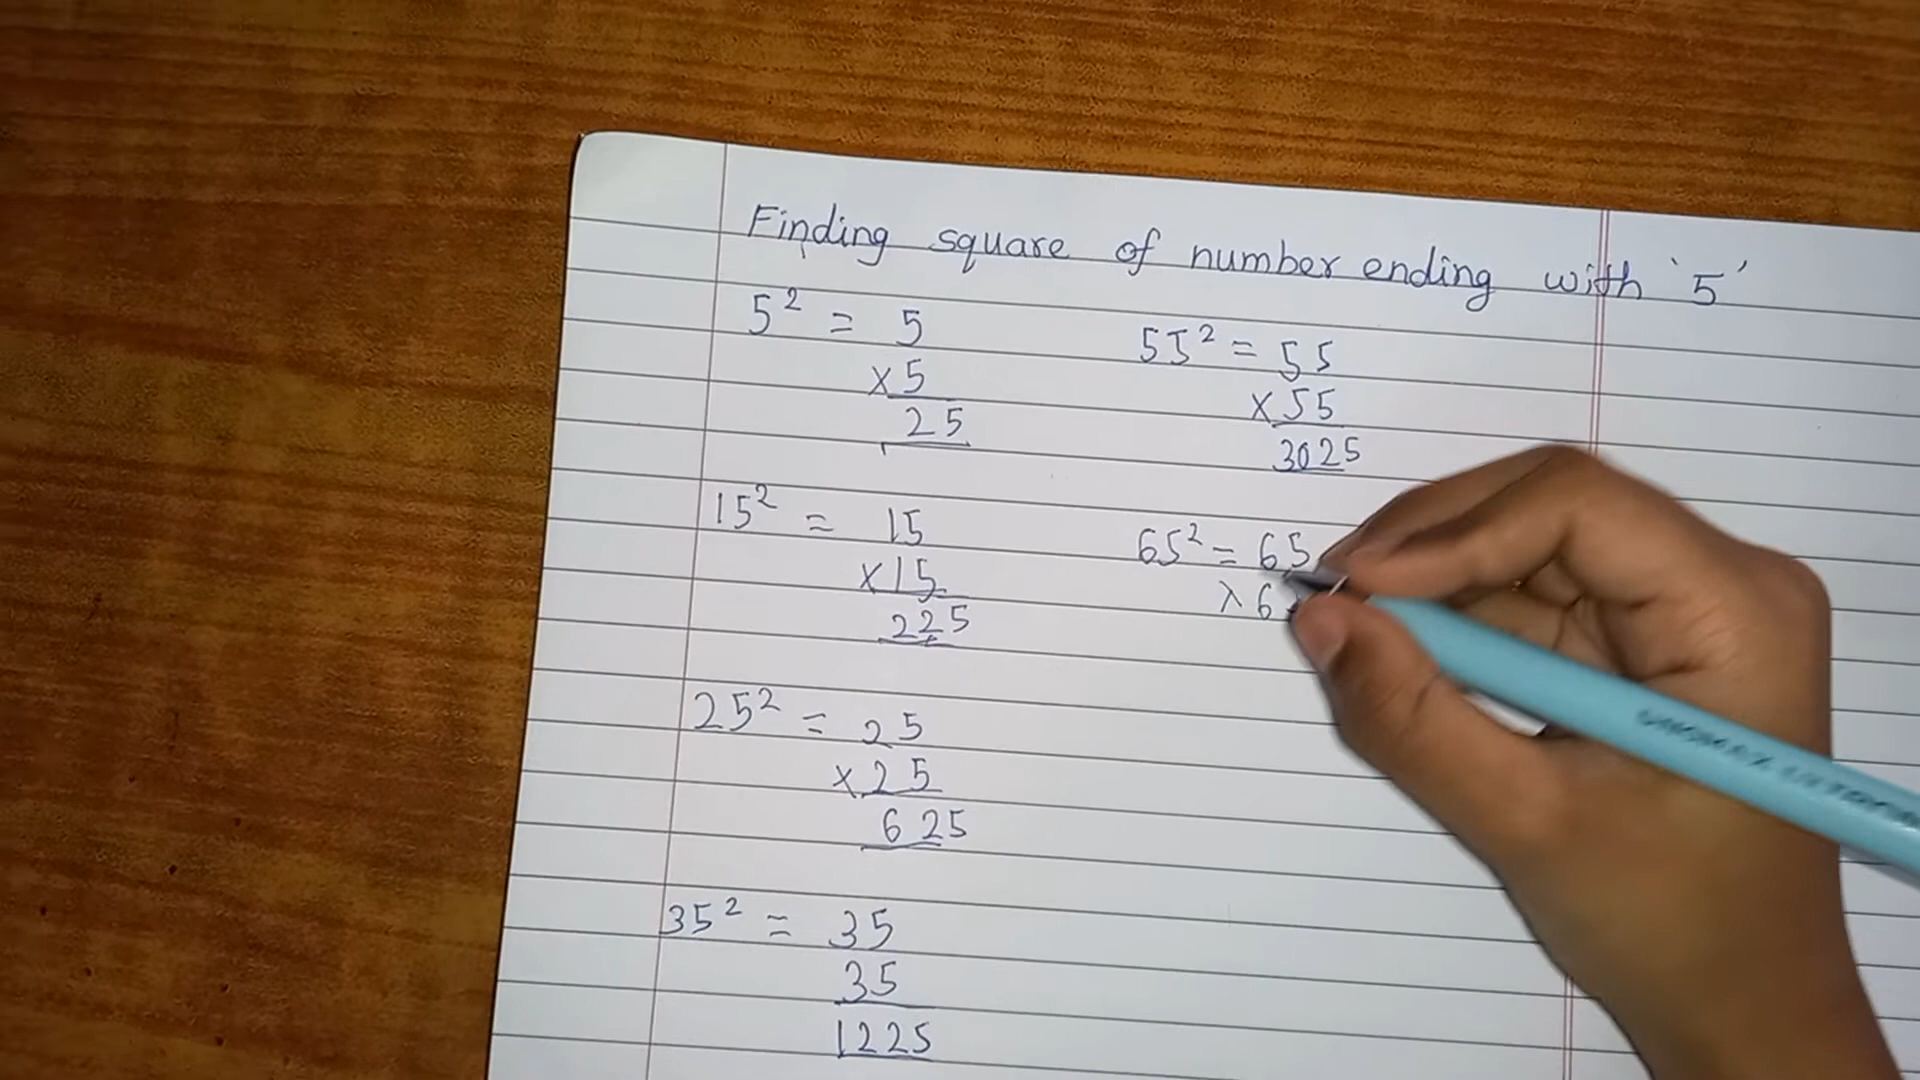 Finding square of number ending with '5'
5² = 5
× 5
25
15² = 15
× 15
225
25² = 25
× 25
625
35² = 35
35
1225
55² = 55
× 55
3025
65² = 65
× 6